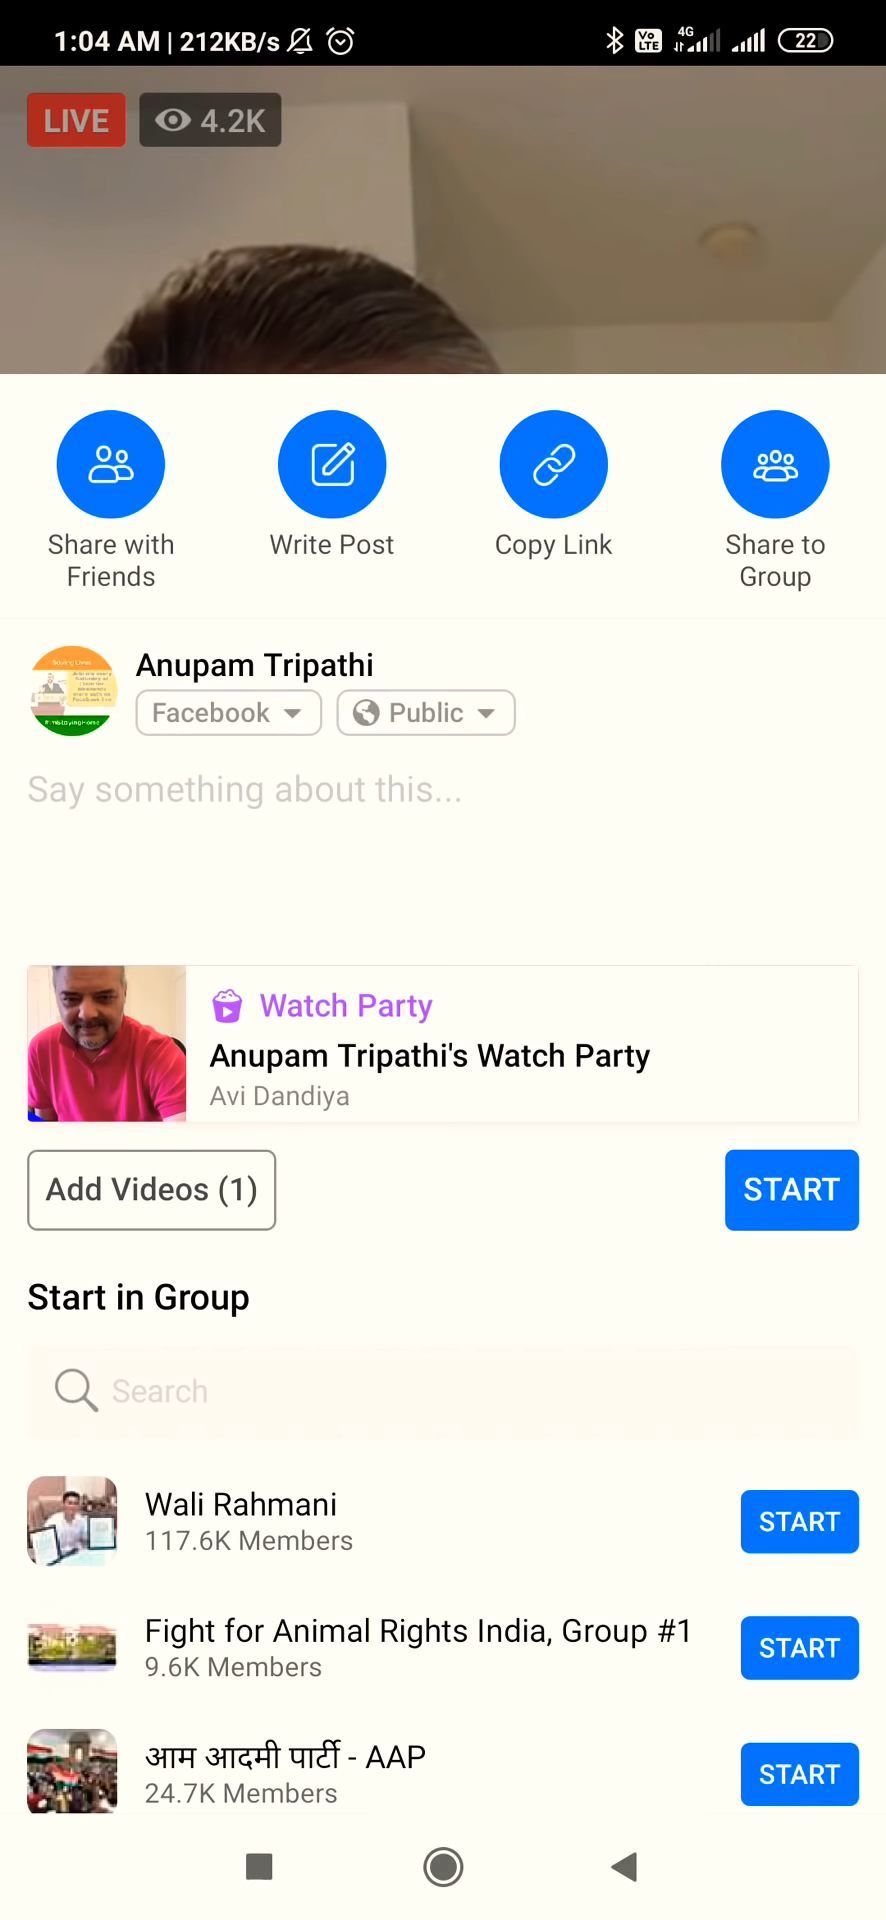 1:04 AM | 212KB/s
Vo LTE 4G 22
LIVE 4.2K
Share with Friends
Write Post
Copy Link
Share to Group
Anupam Tripathi
Facebook Public
Say something about this...
Watch Party
Anupam Tripathi's Watch Party
Avi Dandiya
Add Videos (1) START
Start in Group
Search
Wali Rahmani
117.6K Members
START
Fight for Animal Rights India, Group #1
9.6K Members
START
आम आदमी पार्टी - AAP
24.7K Members
START